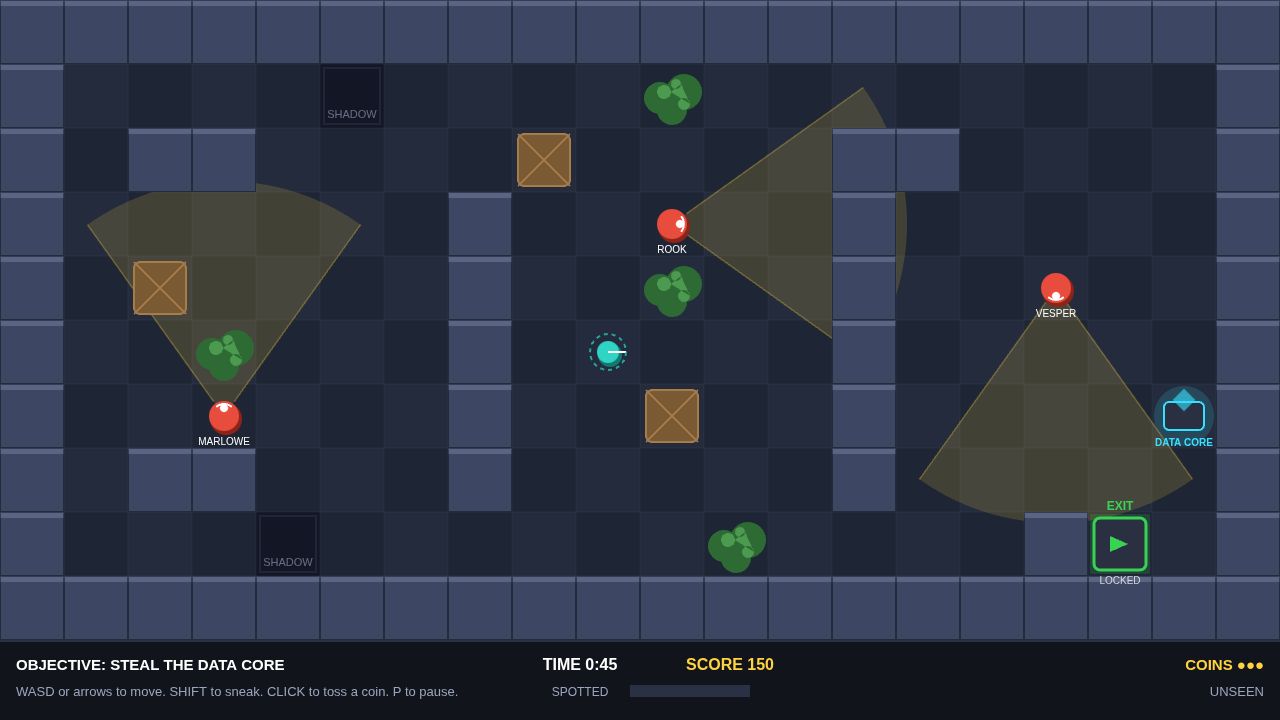 SHADOW
ROOK
VESPER
MARLOWE
DATA CORE
EXIT
SHADOW
LOCKED
OBJECTIVE: STEAL THE DATA CORE
TIME 0:45
SCORE 150
COINS ●●●
WASD or arrows to move. SHIFT to sneak. CLICK to toss a coin. P to pause.
SPOTTED
UNSEEN